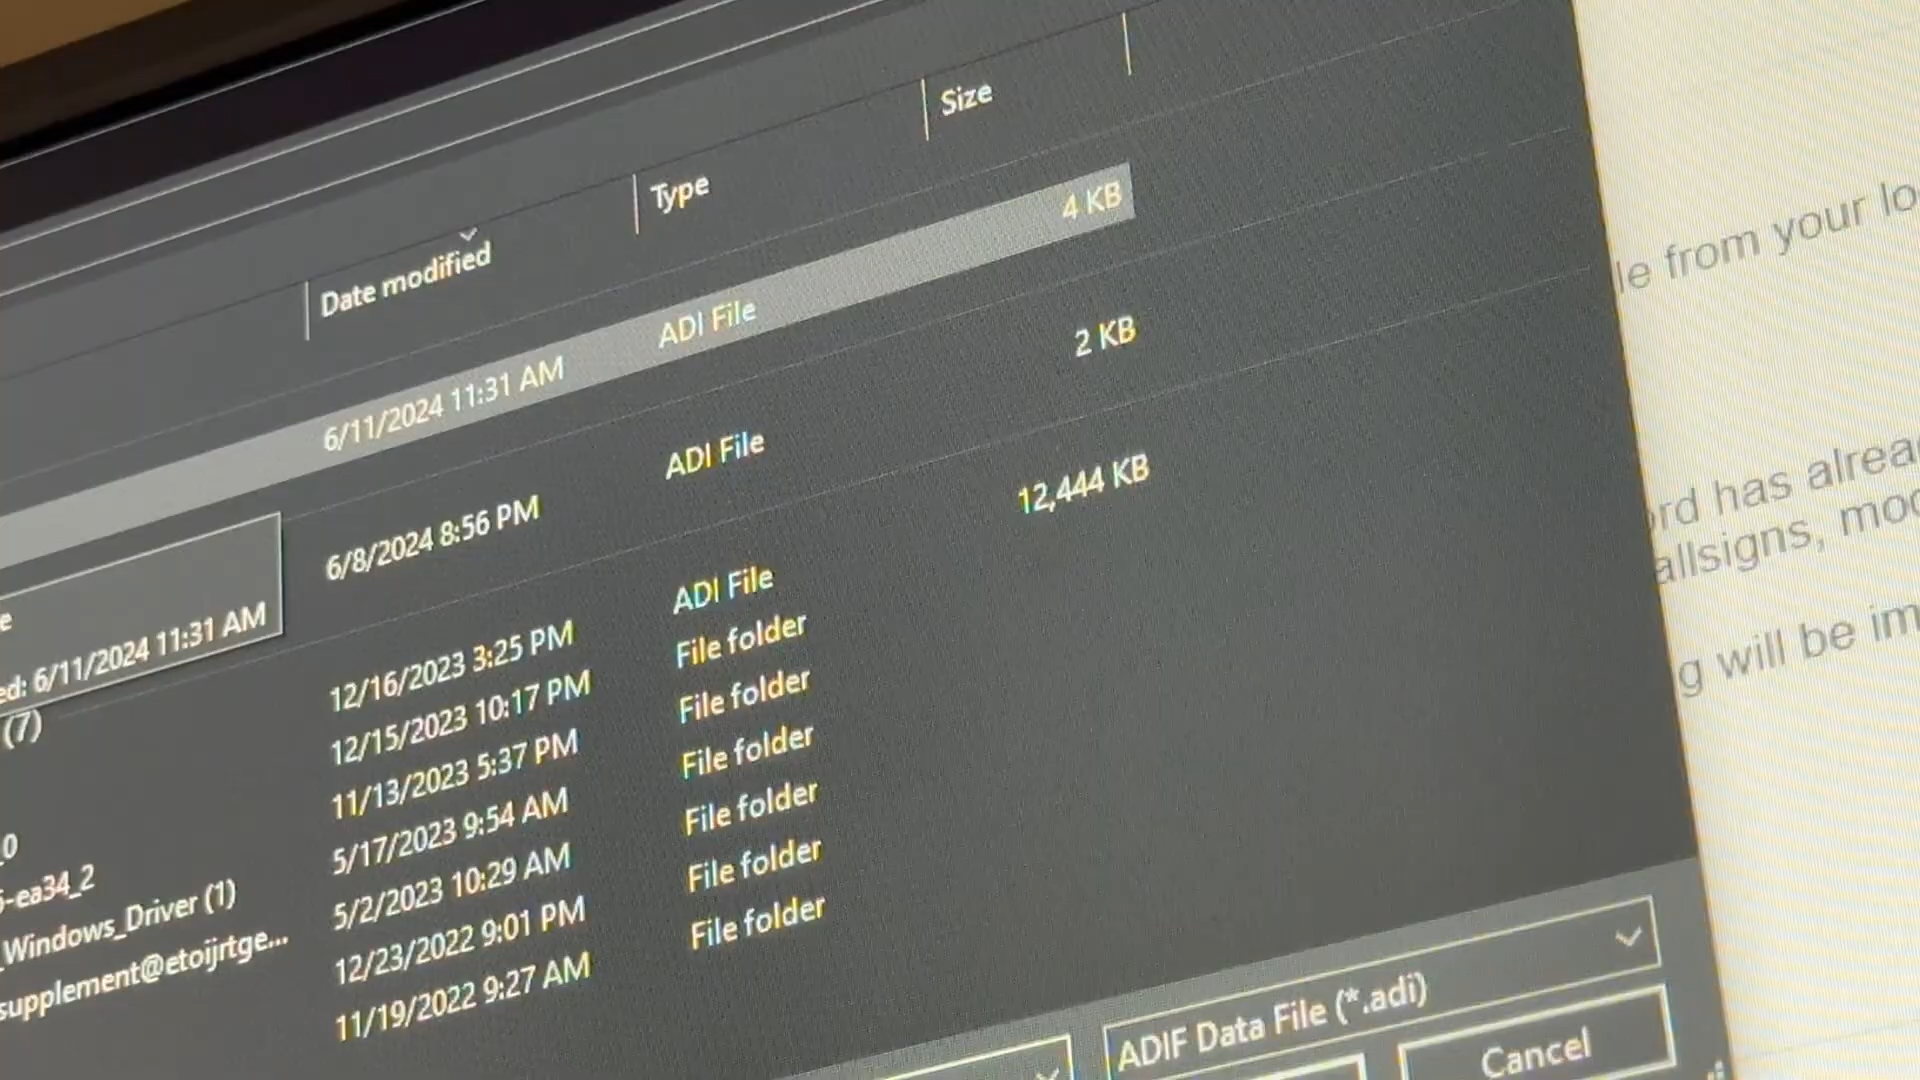 Date modified Type Size
6/11/2024 11:31 AM ADI File 4 KB
6/8/2024 8:56 PM ADI File 2 KB
ed: 6/11/2024 11:31 AM
(7)
12/16/2023 3:25 PM ADI File 12,444 KB
12/15/2023 10:17 PM File folder
11/13/2023 5:37 PM File folder
_0 5/17/2023 9:54 AM File folder
-ea34_2 5/2/2023 10:29 AM File folder
_Windows_Driver (1) 12/23/2022 9:01 PM File folder
supplement@etoijrtge... 11/19/2022 9:27 AM File folder
ADIF Data File (*.adi)
Cancel
le from your lo
rd has alrea
allsigns, mod
g will be im